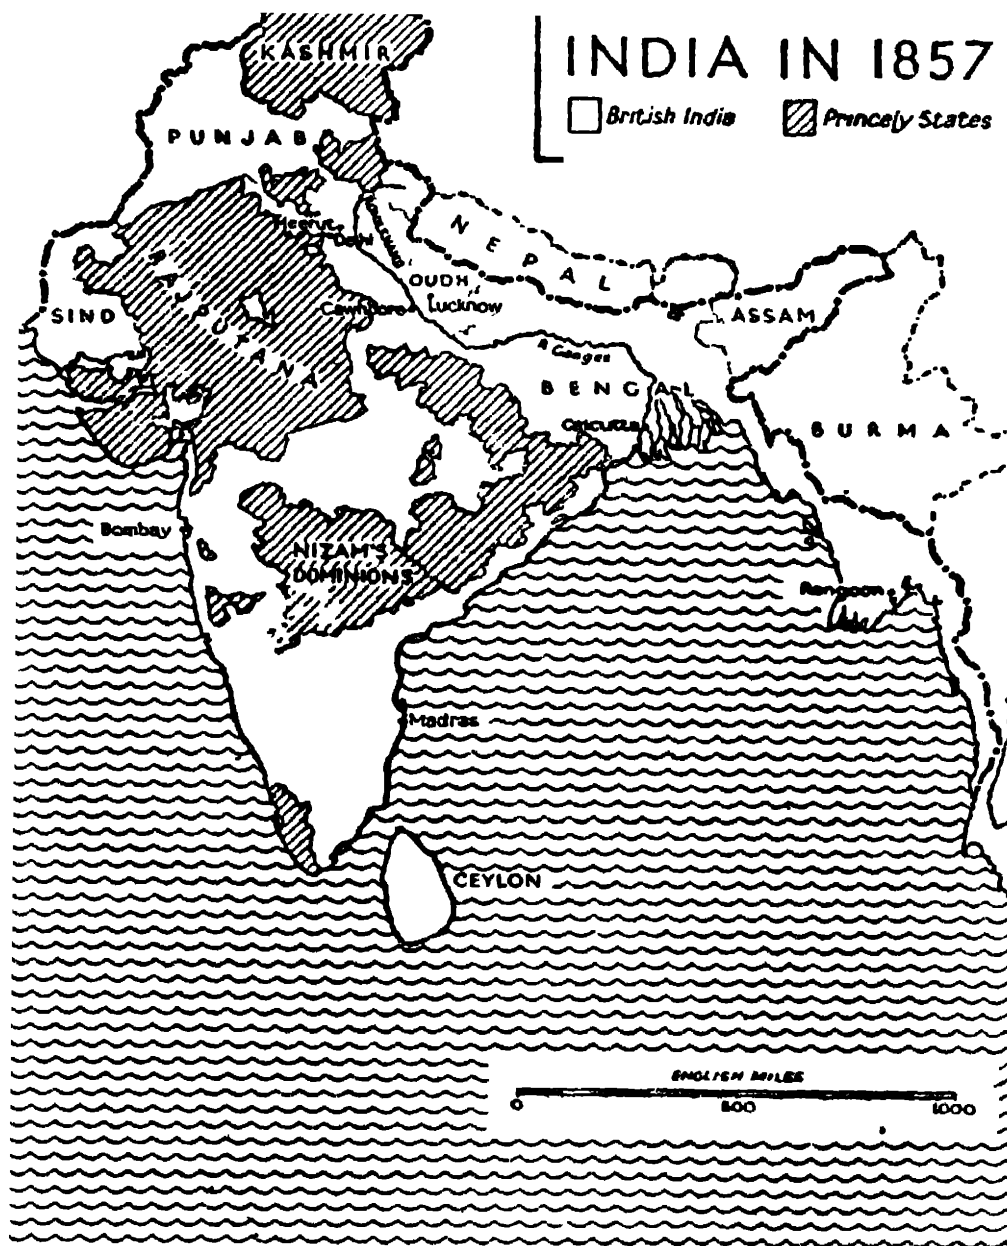 INDIA IN 1857
British India
Princely States
KASHMIR
PUNJAB
NEPAL
Meerut
Delhi
OUDH
Lucknow
Cawnpore
SIND
RAJPUTANA
ASSAM
R Ganges
BENGAL
Calcutta
BURMA
Bombay
NIZAM'S
DOMINIONS
Rangoon
Madras
CEYLON
ENGLISH MILES
0 500 1000